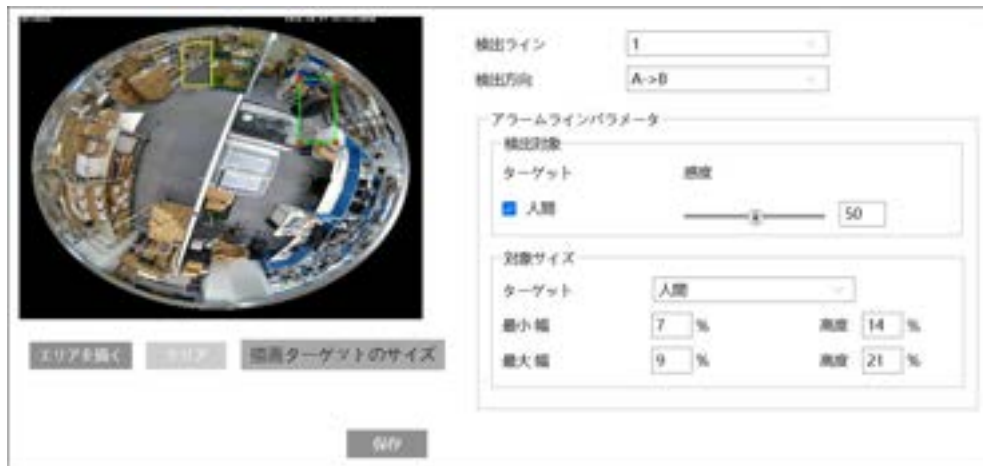 検出ライン 1
検出方向 A->B
アラームラインパラメータ
検出対象
ターゲット 感度
人間 50
対象サイズ
ターゲット 人間
最小 幅 7 % 高度 14 %
最大 幅 9 % 高度 21 %
エリアを描く クリア 描画ターゲットのサイズ
保存